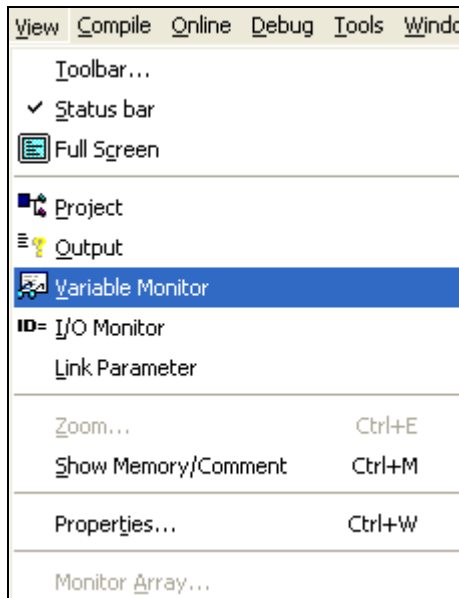 View Compile Online Debug Tools Windo
Toolbar...
Status bar
Full Screen
Project
Output
Variable Monitor
ID= I/O Monitor
Link Parameter
Zoom... Ctrl+E
Show Memory/Comment Ctrl+M
Properties... Ctrl+W
Monitor Array...